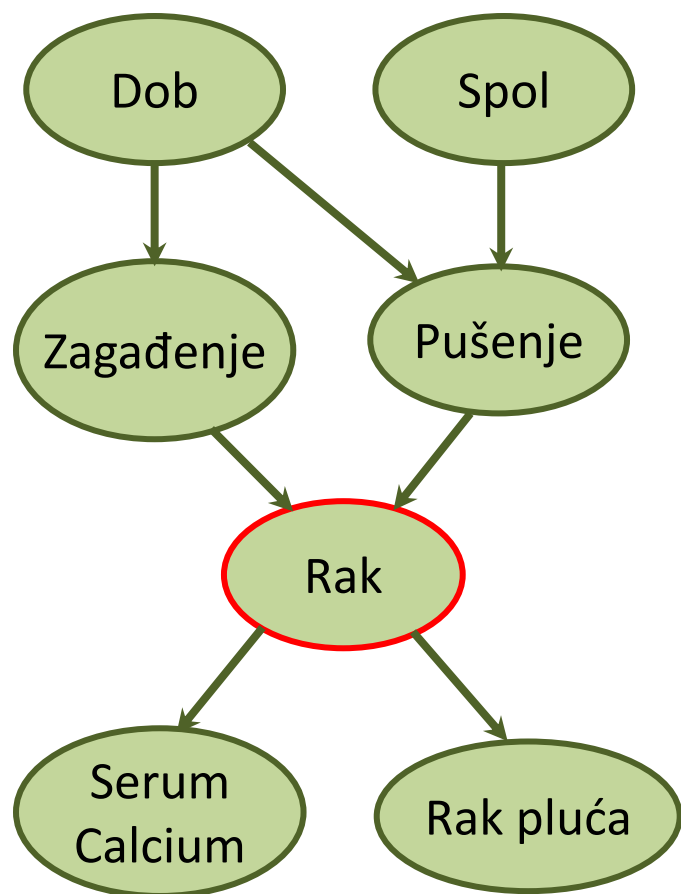 Dob
Spol
Zagađenje
Pušenje
Rak
Serum
Calcium
Rak pluća